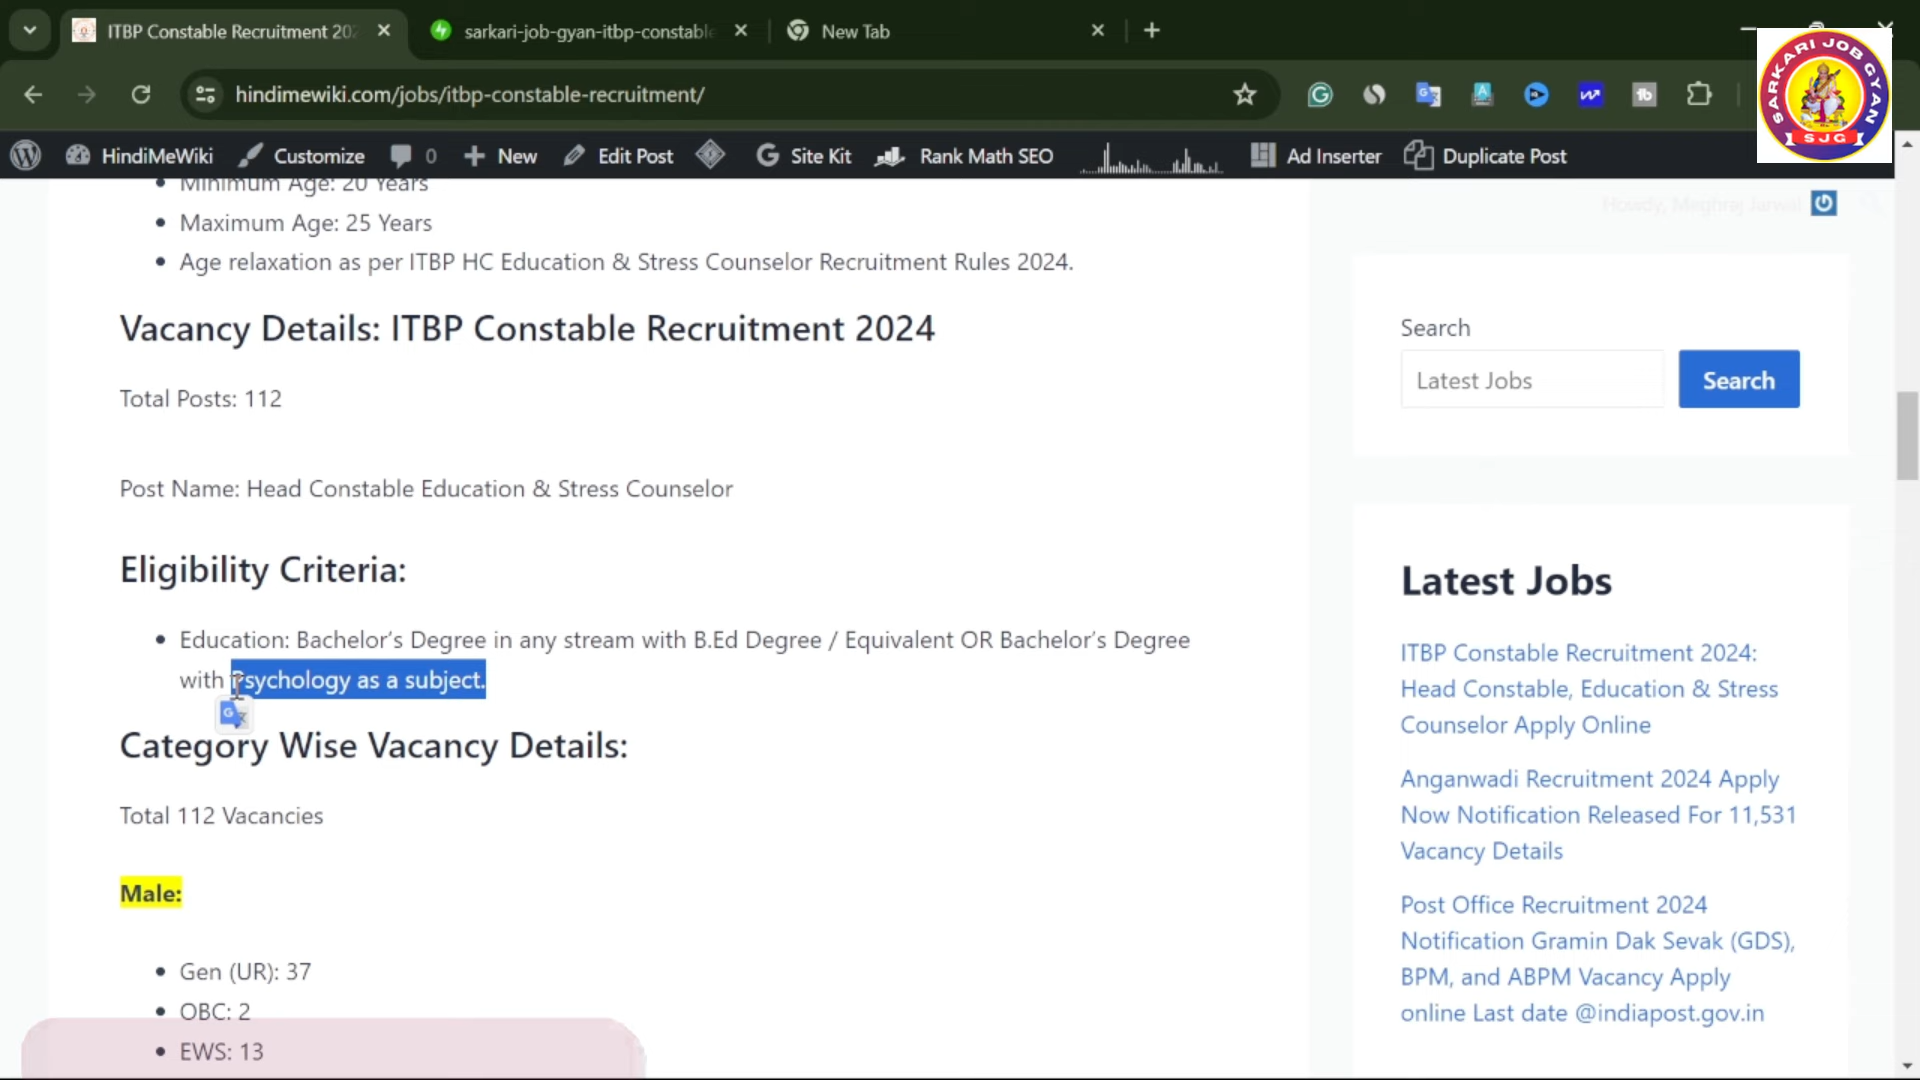 ITBP Constable Recruitment 202
sarkari-job-gyan-itbp-constable
New Tab
hindimewiki.com/jobs/itbp-constable-recruitment/
SARKARI JOB GYAN
SJG
HindiMeWiki
Customize
0
New
Edit Post
Site Kit
Rank Math SEO
Ad Inserter
Duplicate Post
Howdy, Meghraj Jarwal
Minimum Age: 20 Years
Maximum Age: 25 Years
Age relaxation as per ITBP HC Education & Stress Counselor Recruitment Rules 2024.
Vacancy Details: ITBP Constable Recruitment 2024
Total Posts: 112
Post Name: Head Constable Education & Stress Counselor
Eligibility Criteria:
Education: Bachelor’s Degree in any stream with B.Ed Degree / Equivalent OR Bachelor’s Degree
with Psychology as a subject.
Category Wise Vacancy Details:
Total 112 Vacancies
Male:
Gen (UR): 37
OBC: 2
EWS: 13
Search
Latest Jobs
Search
Latest Jobs
ITBP Constable Recruitment 2024:
Head Constable, Education & Stress
Counselor Apply Online
Anganwadi Recruitment 2024 Apply
Now Notification Released For 11,531
Vacancy Details
Post Office Recruitment 2024
Notification Gramin Dak Sevak (GDS),
BPM, and ABPM Vacancy Apply
online Last date @indiapost.gov.in